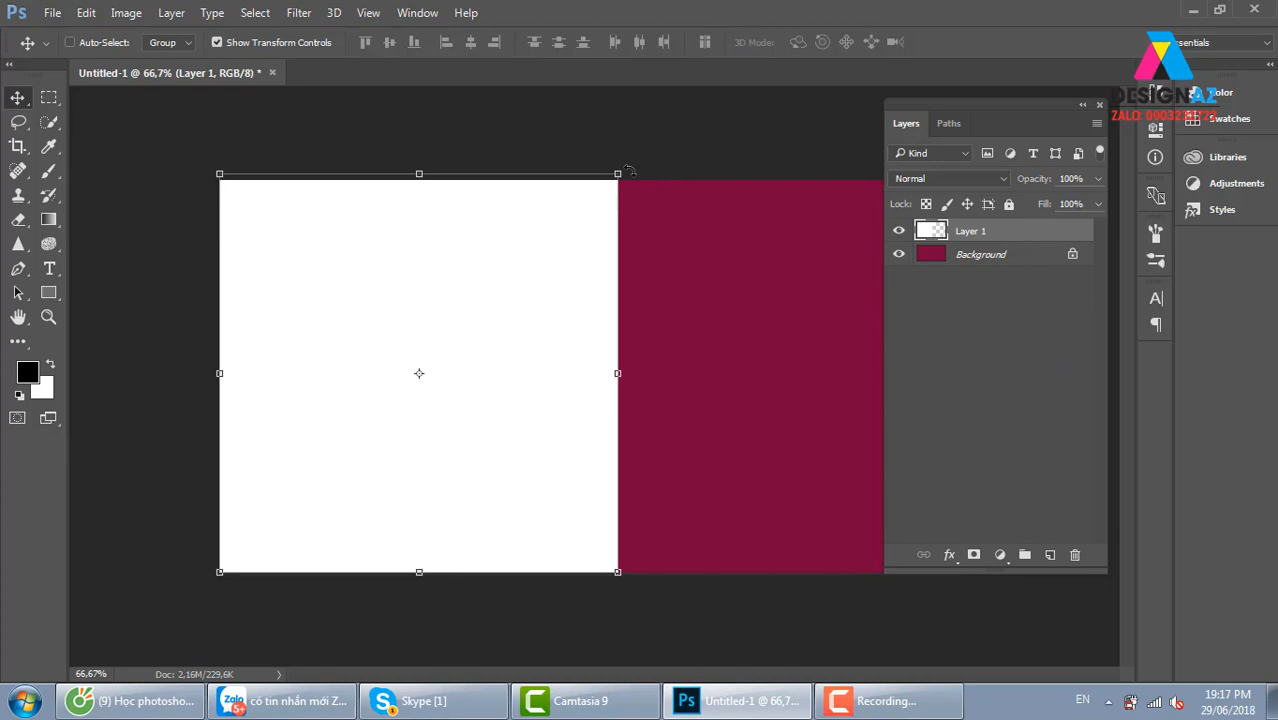 Ps File Edit Image Layer Type Select Filter 3D View Window Help
Auto-Select: Group Show Transform Controls 3D Mode: sentials
Untitled-1 @ 66,7% (Layer 1, RGB/8) * ×
DESIGNAZ
ZALO: 0903239722
Color
Swatches
Libraries
Adjustments
Styles
Layers Paths
Kind
Normal Opacity: 100%
Lock: Fill: 100%
Layer 1
Background
fx
66,67% Doc: 2,16M/229,6K
(9) Học photosho...
Zalo S+ có tin nhắn mới Z...
Skype [1]
Camtasia 9
Ps Untitled-1 @ 66,7...
Recording...
EN
19:17 PM
29/06/2018